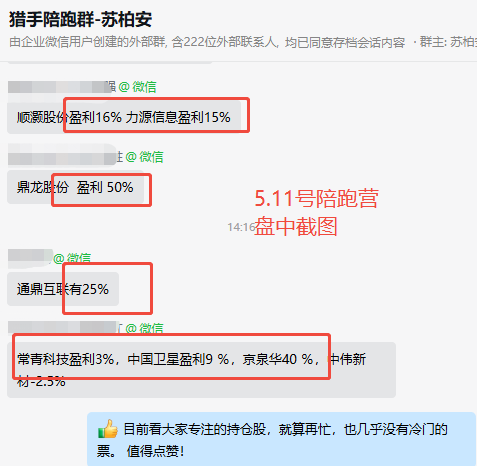 猎手陪跑群-苏柏安
由企业微信用户创建的外部群, 含222位外部联系人, 均已同意存档会话内容 · 群主: 苏柏安
@ 微信
顺灏股份盈利16% 力源信息盈利15%
@ 微信
鼎龙股份 盈利 50%
5.11号陪跑营
14:16
盘中截图
@ 微信
通鼎互联有25%
@ 微信
常青科技盈利3%，中国卫星盈利9 %，京泉华40 %，中伟新
材-2.5%
👍 目前看大家专注的持仓股，就算再忙，也几乎没有冷门的
票。 值得点赞！